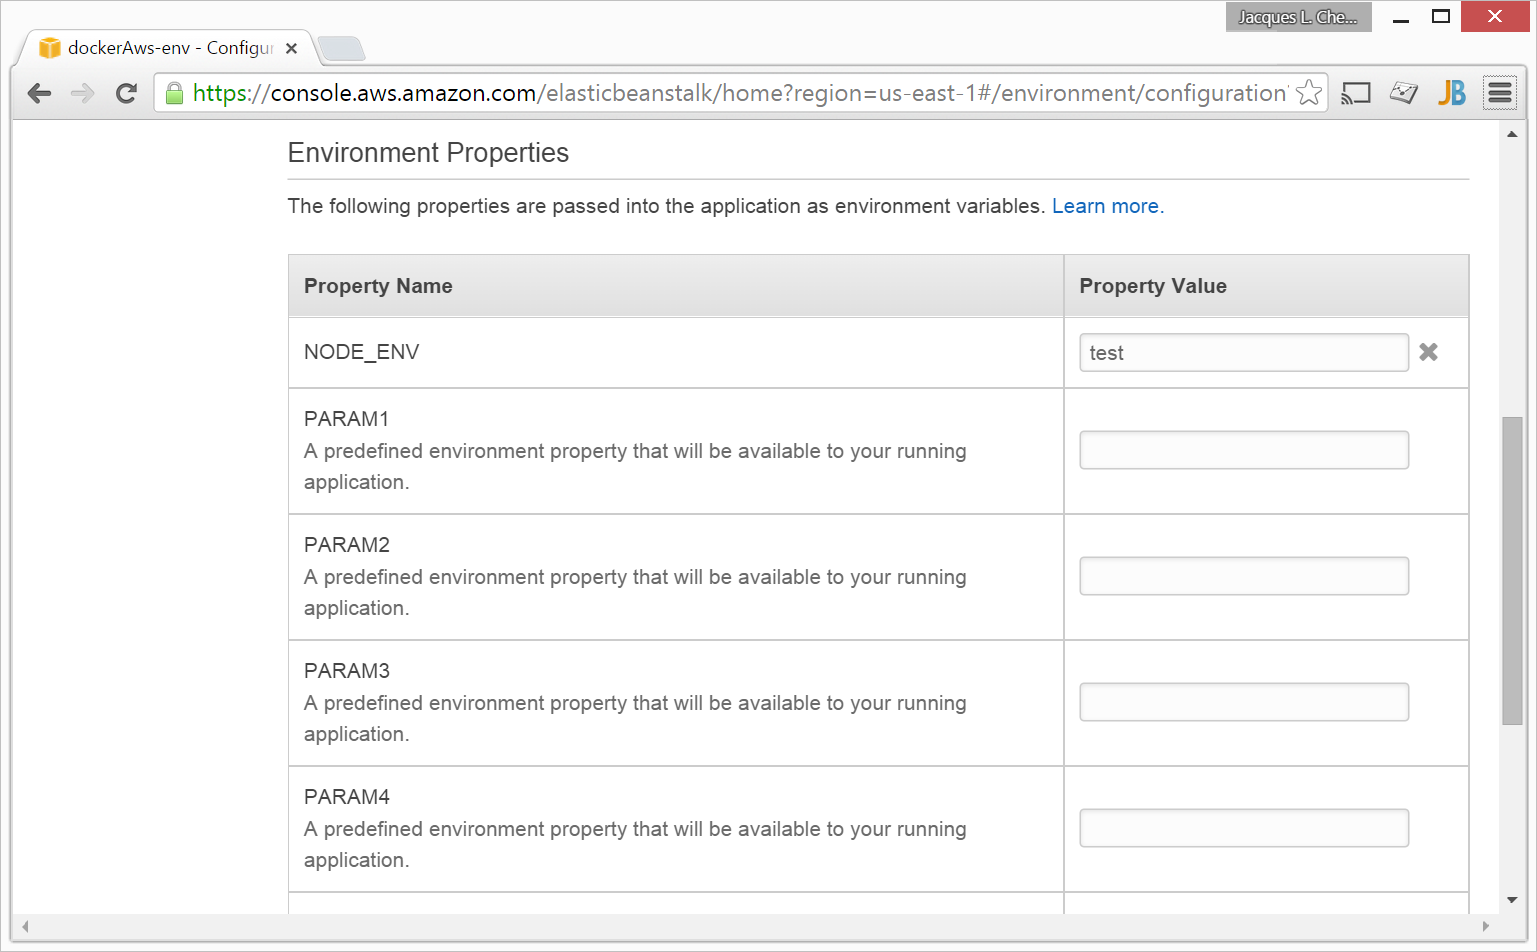 Jacques L. Che...
dockerAws-env - Configur
https://console.aws.amazon.com/elasticbeanstalk/home?region=us-east-1#/environment/configuration
JB
Environment Properties
The following properties are passed into the application as environment variables. Learn more.
Property Name Property Value
NODE_ENV test
PARAM1
A predefined environment property that will be available to your running
application.
PARAM2
A predefined environment property that will be available to your running
application.
PARAM3
A predefined environment property that will be available to your running
application.
PARAM4
A predefined environment property that will be available to your running
application.